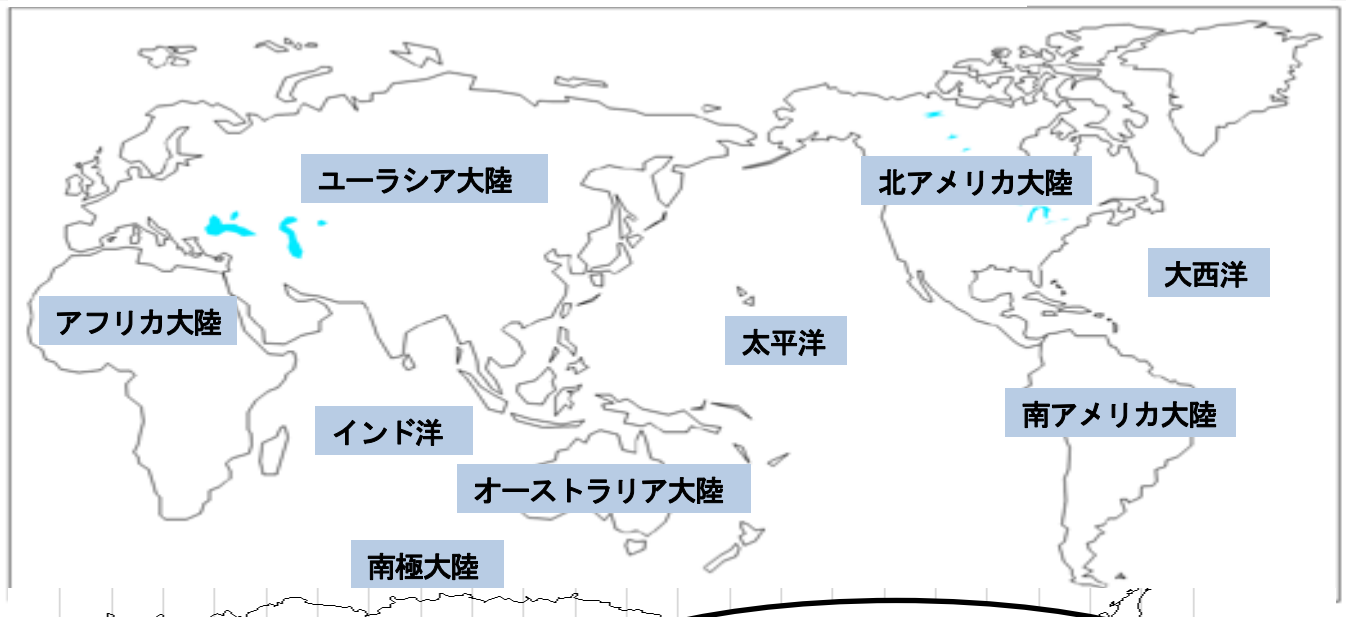 ユーラシア大陸
北アメリカ大陸
大西洋
アフリカ大陸
太平洋
南アメリカ大陸
インド洋
オーストラリア大陸
南極大陸